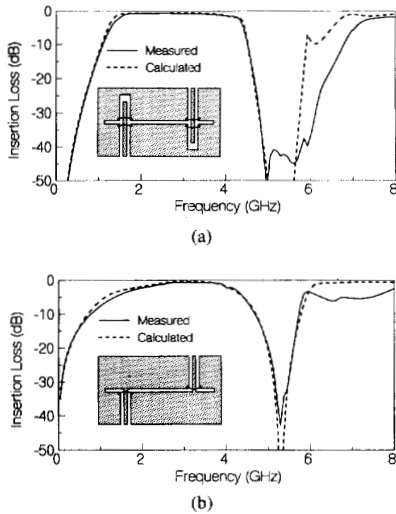 0
-10
-20
-30
-40
-50
Insertion Loss (dB)
Measured
Calculated
0 2 4 6 8
Frequency (GHz)
(a)
0
-10
-20
-30
-40
-50
Insertion Loss (dB)
Measured
Calculated
0 2 4 6 8
Frequency (GHz)
(b)